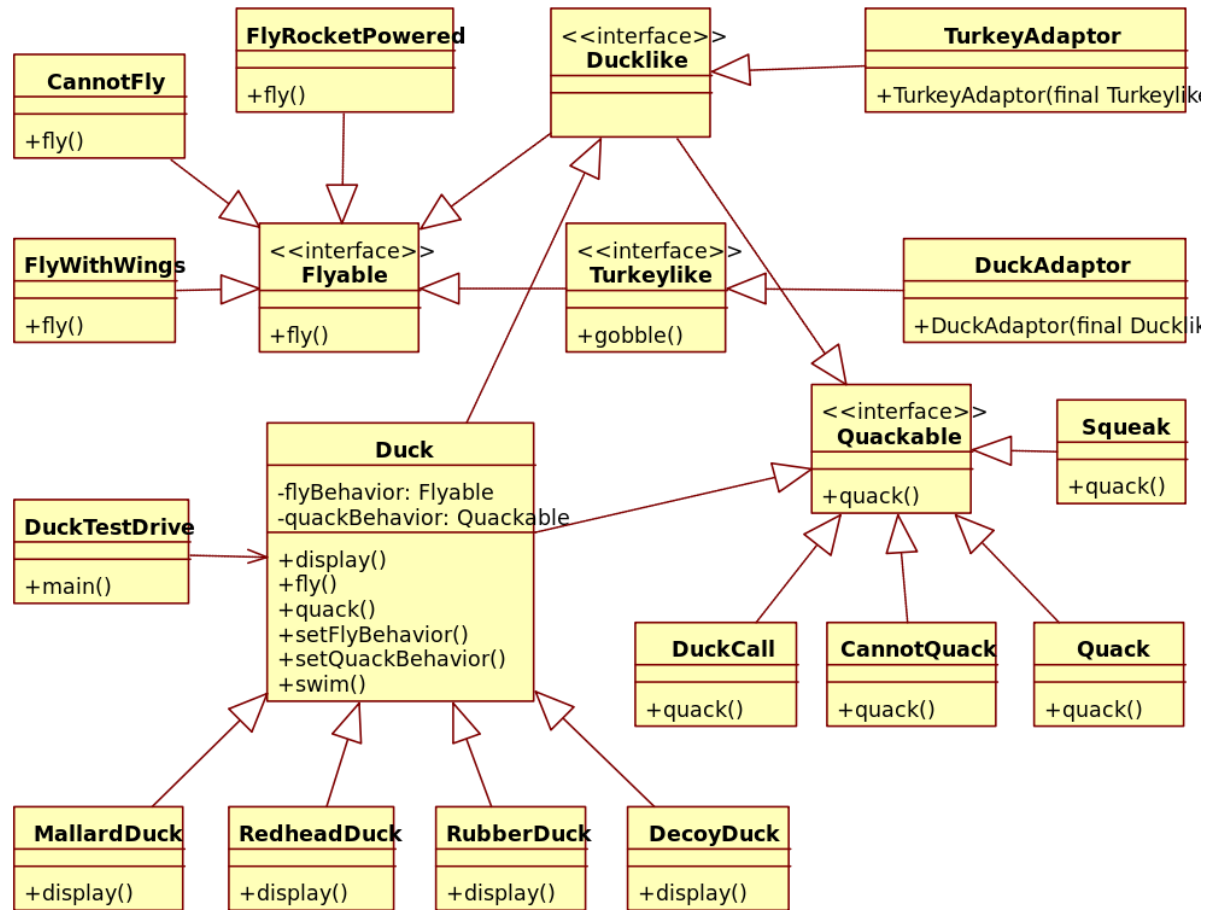 FlyRocketPowered
+fly()
<<interface>>
Ducklike
TurkeyAdaptor
+TurkeyAdaptor(final Turkeylike
CannotFly
+fly()
FlyWithWings
+fly()
<<interface>>
Flyable
+fly()
<<interface>>
Turkeylike
+gobble()
DuckAdaptor
+DuckAdaptor(final Ducklik
<<interface>>
Quackable
+quack()
Squeak
+quack()
Duck
-flyBehavior: Flyable
-quackBehavior: Quackable
+display()
+fly()
+quack()
+setFlyBehavior()
+setQuackBehavior()
+swim()
DuckTestDrive
+main()
DuckCall
+quack()
CannotQuack
+quack()
Quack
+quack()
MallardDuck
+display()
RedheadDuck
+display()
RubberDuck
+display()
DecoyDuck
+display()